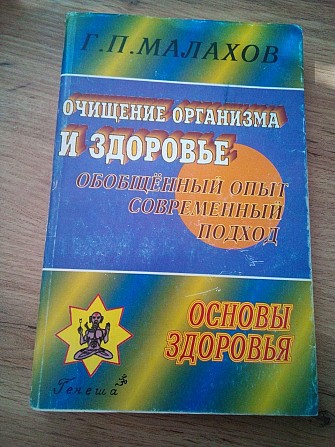 Г.П.МАЛАХОВ
ОЧИЩЕНИЕ ОРГАНИЗМА
И ЗДОРОВЬЕ
ОБОБЩЁННЫЙ ОПЫТ
СОВРЕМЕННЫЙ
ПОДХОД
ОСНОВЫ
ЗДОРОВЬЯ
Генеша